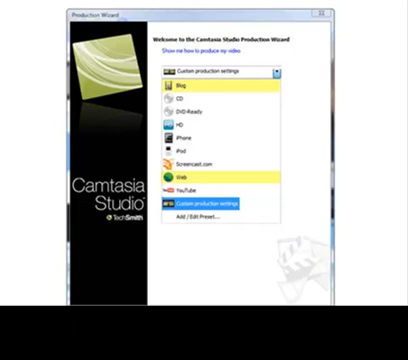 Production Wizard
Welcome to the Camtasia Studio Production Wizard
Show me how to produce my video
Custom production settings
Blog
CD
DVD-Ready
HD
iPhone
iPod
Screencast.com
Web
YouTube
Custom production settings
Add / Edit Preset...
Camtasia
Studio
TechSmith